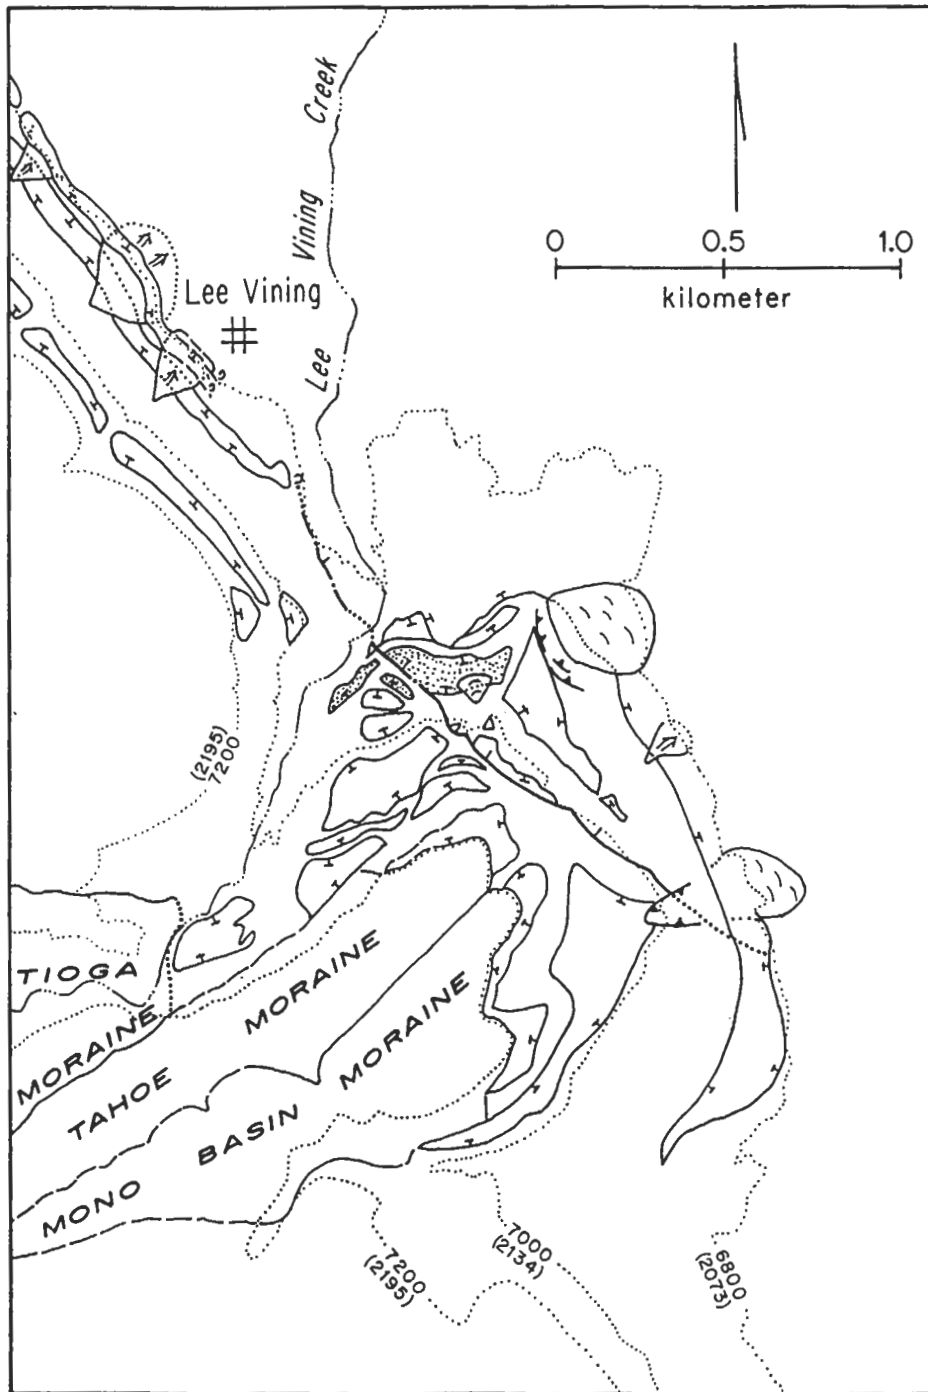 Creek
Vining
Lee
0 0.5 1.0
kilometer
Lee Vining
(2195)
7200
TIOGA
MORAINE
TAHOE MORAINE
MONO BASIN MORAINE
7200
(2195)
7000
(2134)
6800
(2073)